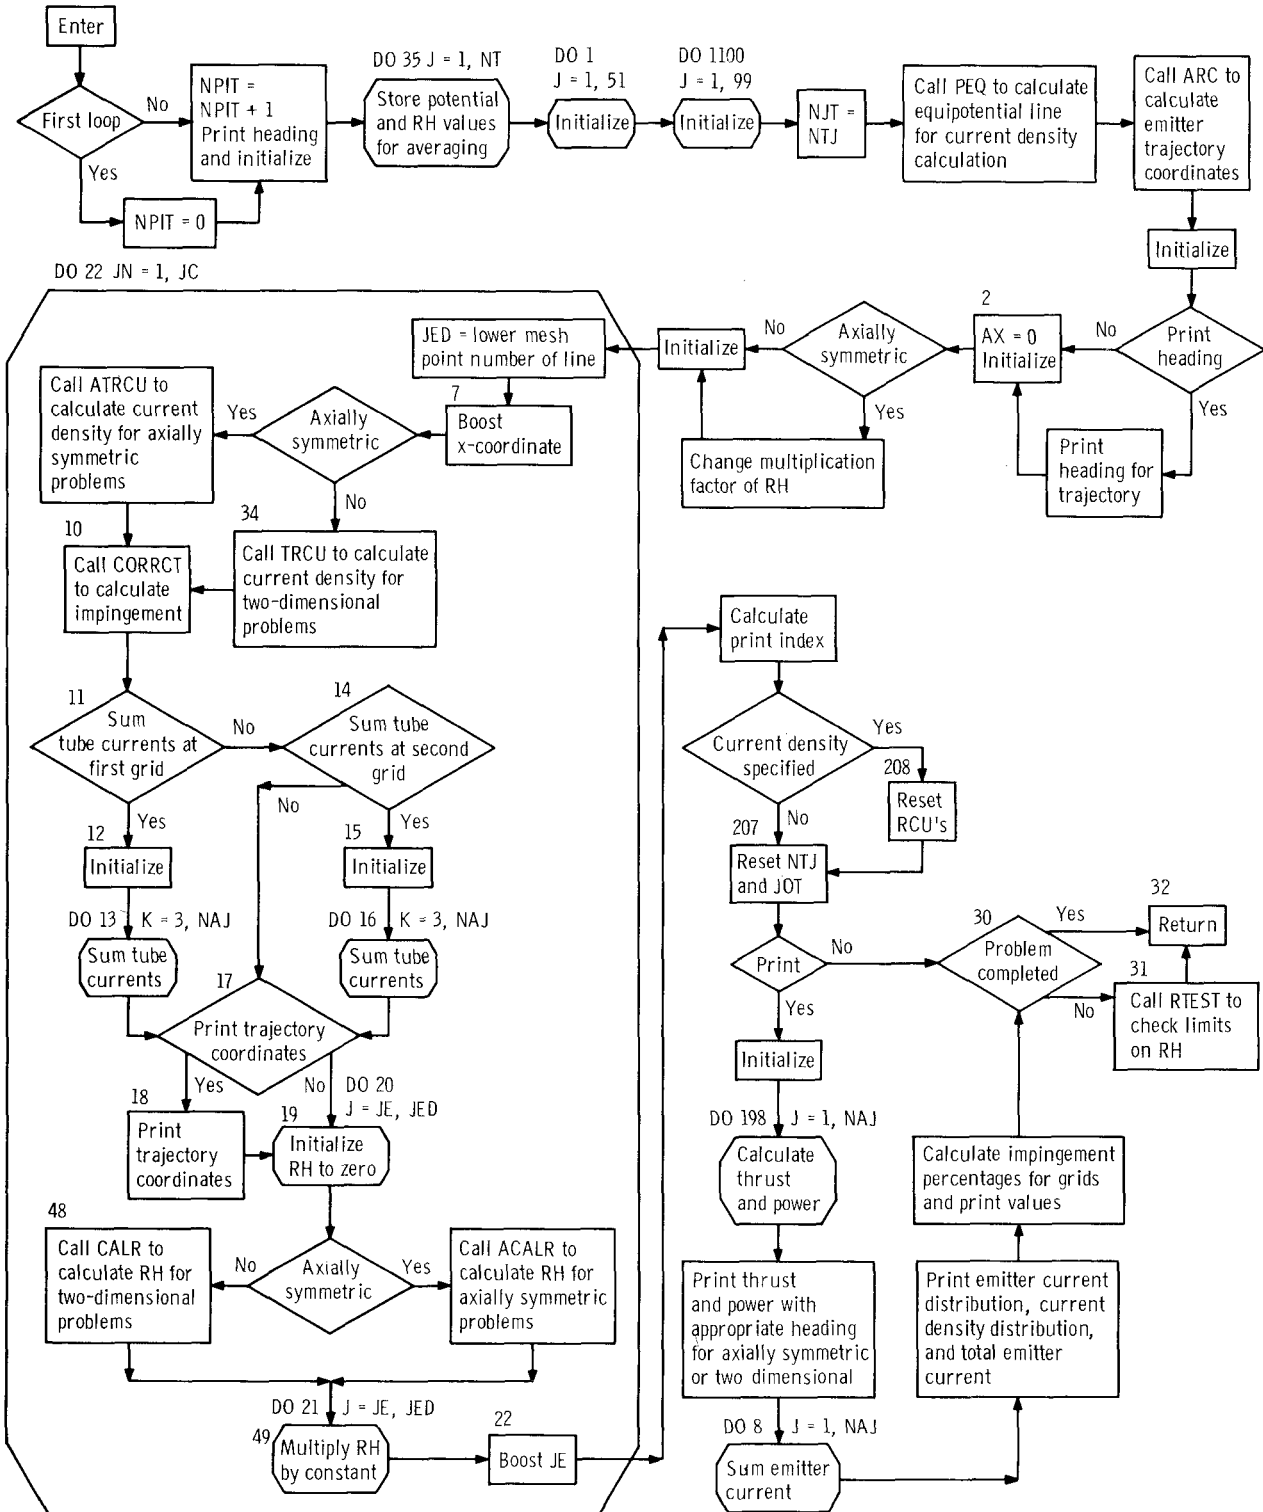 Enter
First loop
No
Yes
NPIT = 0
NPIT =
NPIT + 1
Print heading
and initialize
DO 35 J = 1, NT
Store potential
and RH values
for averaging
DO 1
J = 1, 51
Initialize
DO 1100
J = 1, 99
Initialize
NJT =
NTJ
Call PEQ to calculate
equipotential line
for current density
calculation
Call ARC to
calculate
emitter
trajectory
coordinates
Initialize
Print
heading
No
Yes
Print
heading for
trajectory
2
AX = 0
Initialize
Axially
symmetric
No
Yes
Change multiplication
factor of RH
Initialize
DO 22 JN = 1, JC
JED = lower mesh
point number of line
7
Boost
x-coordinate
Axially
symmetric
Yes
No
Call ATRCU to
calculate current
density for axially
symmetric
problems
34
Call TRCU to calculate
current density for
two-dimensional
problems
10
Call CORRCT
to calculate
impingement
11
Sum
tube currents at
first grid
No
Yes
14
Sum tube
currents at second
grid
No
Yes
12
Initialize
15
Initialize
DO 13 K = 3, NAJ
Sum tube
currents
DO 16 K = 3, NAJ
Sum tube
currents
17
Print trajectory
coordinates
Yes
No
18
Print
trajectory
coordinates
DO 20
J = JE, JED
19
Initialize
RH to zero
Axially
symmetric
No
Yes
48
Call CALR to
calculate RH for
two-dimensional
problems
Call ACALR to
calculate RH for
axially symmetric
problems
DO 21 J = JE, JED
49
Multiply RH
by constant
22
Boost JE
Calculate
print index
Current density
specified
Yes
No
208
Reset
RCU's
207
Reset NTJ
and JOT
Print
No
Yes
Initialize
DO 198 J = 1, NAJ
Calculate
thrust
and power
Print thrust
and power with
appropriate heading
for axially symmetric
or two dimensional
DO 8 J = 1, NAJ
Sum emitter
current
Print emitter current
distribution, current
density distribution,
and total emitter
current
Calculate impingement
percentages for grids
and print values
30
Problem
completed
Yes
No
31
Call RTEST to
check limits
on RH
32
Return